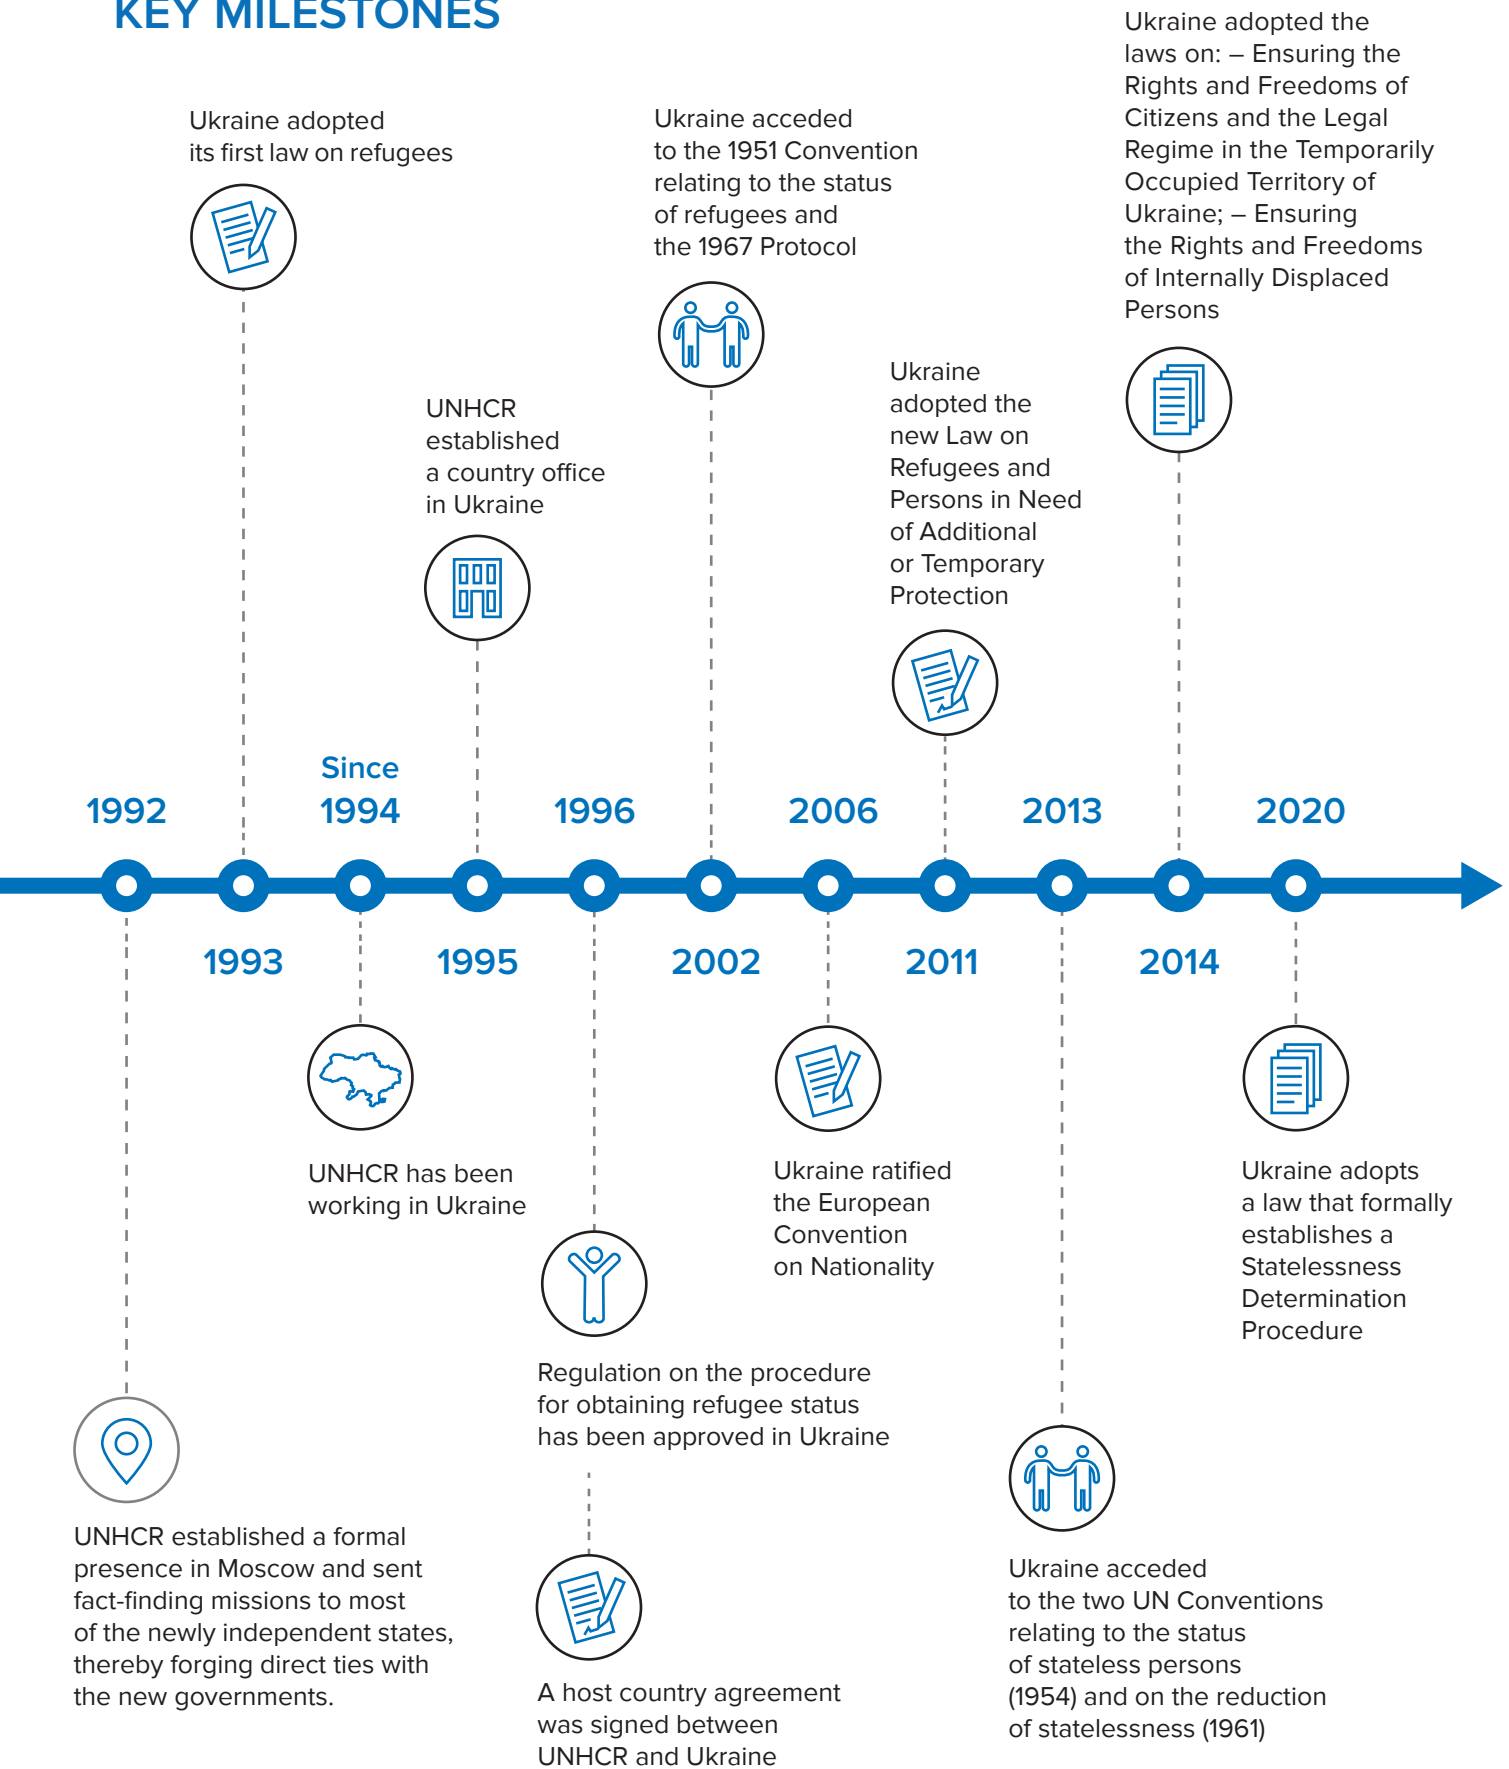 KEY MILESTONES
Ukraine adopted the
laws on: – Ensuring the
Rights and Freedoms of
Citizens and the Legal
Regime in the Temporarily
Occupied Territory of
Ukraine; – Ensuring
the Rights and Freedoms
of Internally Displaced
Persons
Ukraine adopted
its first law on refugees
Ukraine acceded
to the 1951 Convention
relating to the status
of refugees and
the 1967 Protocol
Ukraine
adopted the
new Law on
Refugees and
Persons in Need
of Additional
or Temporary
Protection
UNHCR
established
a country office
in Ukraine
Since
1992
1994
1996
2006
2013
2020
1993
1995
2002
2011
2014
UNHCR has been
working in Ukraine
Ukraine ratified
the European
Convention
on Nationality
Ukraine adopts
a law that formally
establishes a
Statelessness
Determination
Procedure
Regulation on the procedure
for obtaining refugee status
has been approved in Ukraine
UNHCR established a formal
presence in Moscow and sent
fact-finding missions to most
of the newly independent states,
thereby forging direct ties with
the new governments.
Ukraine acceded
to the two UN Conventions
relating to the status
of stateless persons
(1954) and on the reduction
of statelessness (1961)
A host country agreement
was signed between
UNHCR and Ukraine